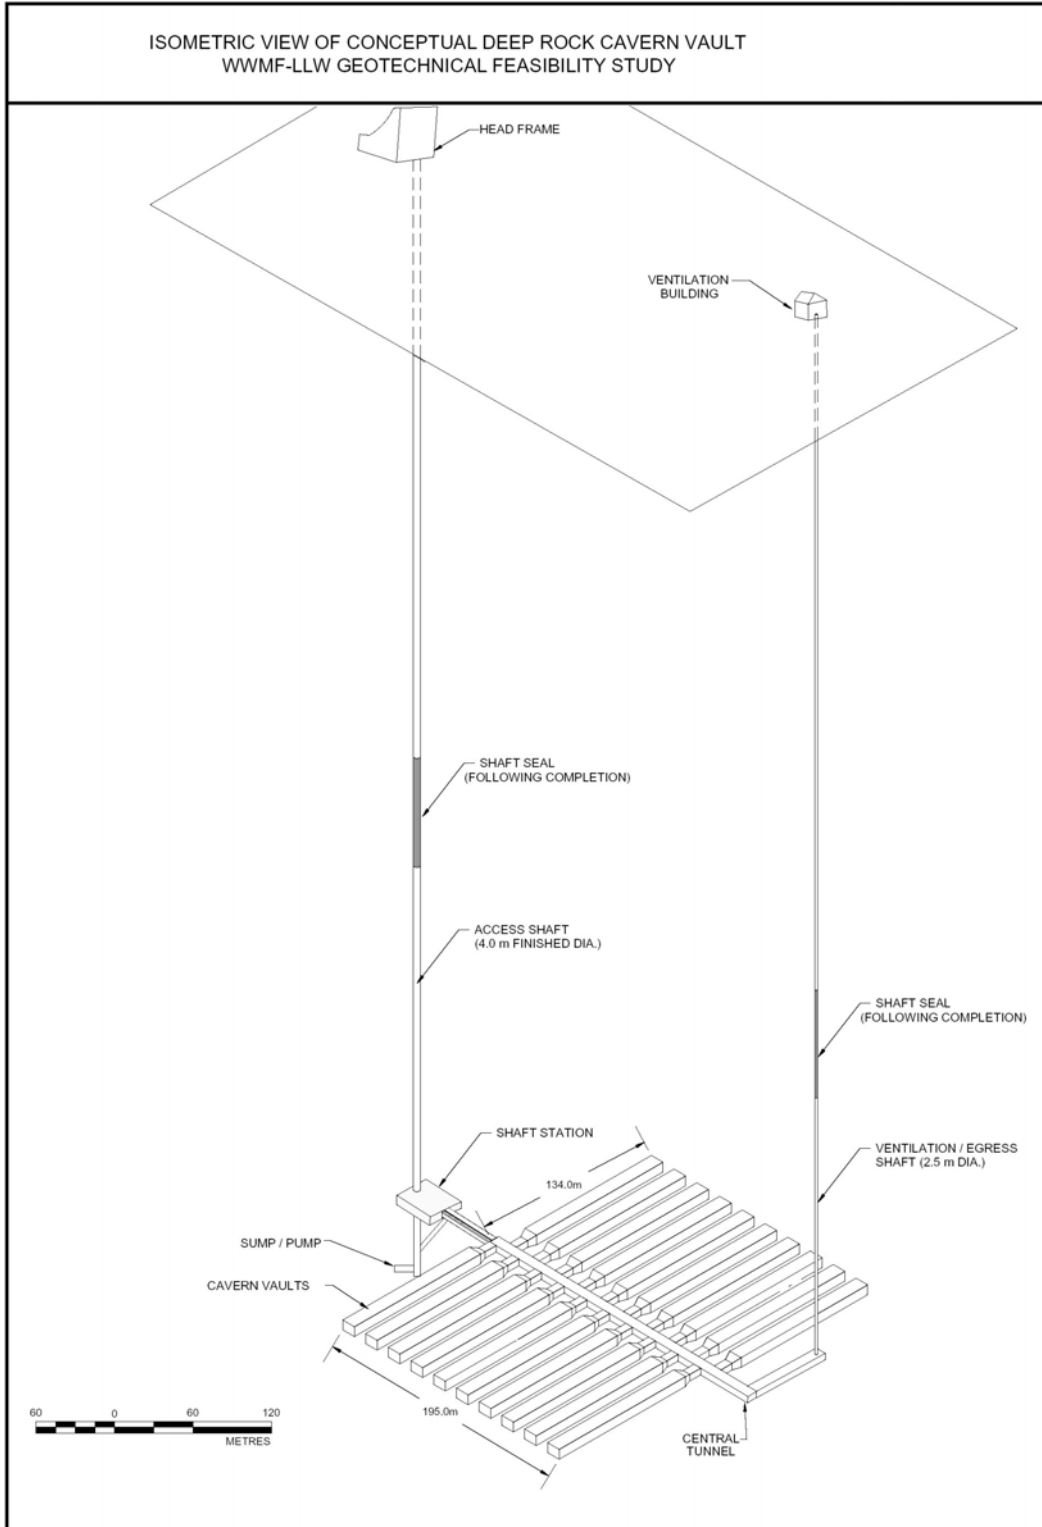 ISOMETRIC VIEW OF CONCEPTUAL DEEP ROCK CAVERN VAULT
WWMF-LLW GEOTECHNICAL FEASIBILITY STUDY
HEAD FRAME
VENTILATION
BUILDING
SHAFT SEAL
(FOLLOWING COMPLETION)
ACCESS SHAFT
(4.0 m FINISHED DIA.)
SHAFT SEAL
(FOLLOWING COMPLETION)
SHAFT STATION
VENTILATION / EGRESS
SHAFT (2.5 m DIA.)
134.0m
SUMP / PUMP
CAVERN VAULTS
195.0m
60 0 60 120
METRES
CENTRAL
TUNNEL